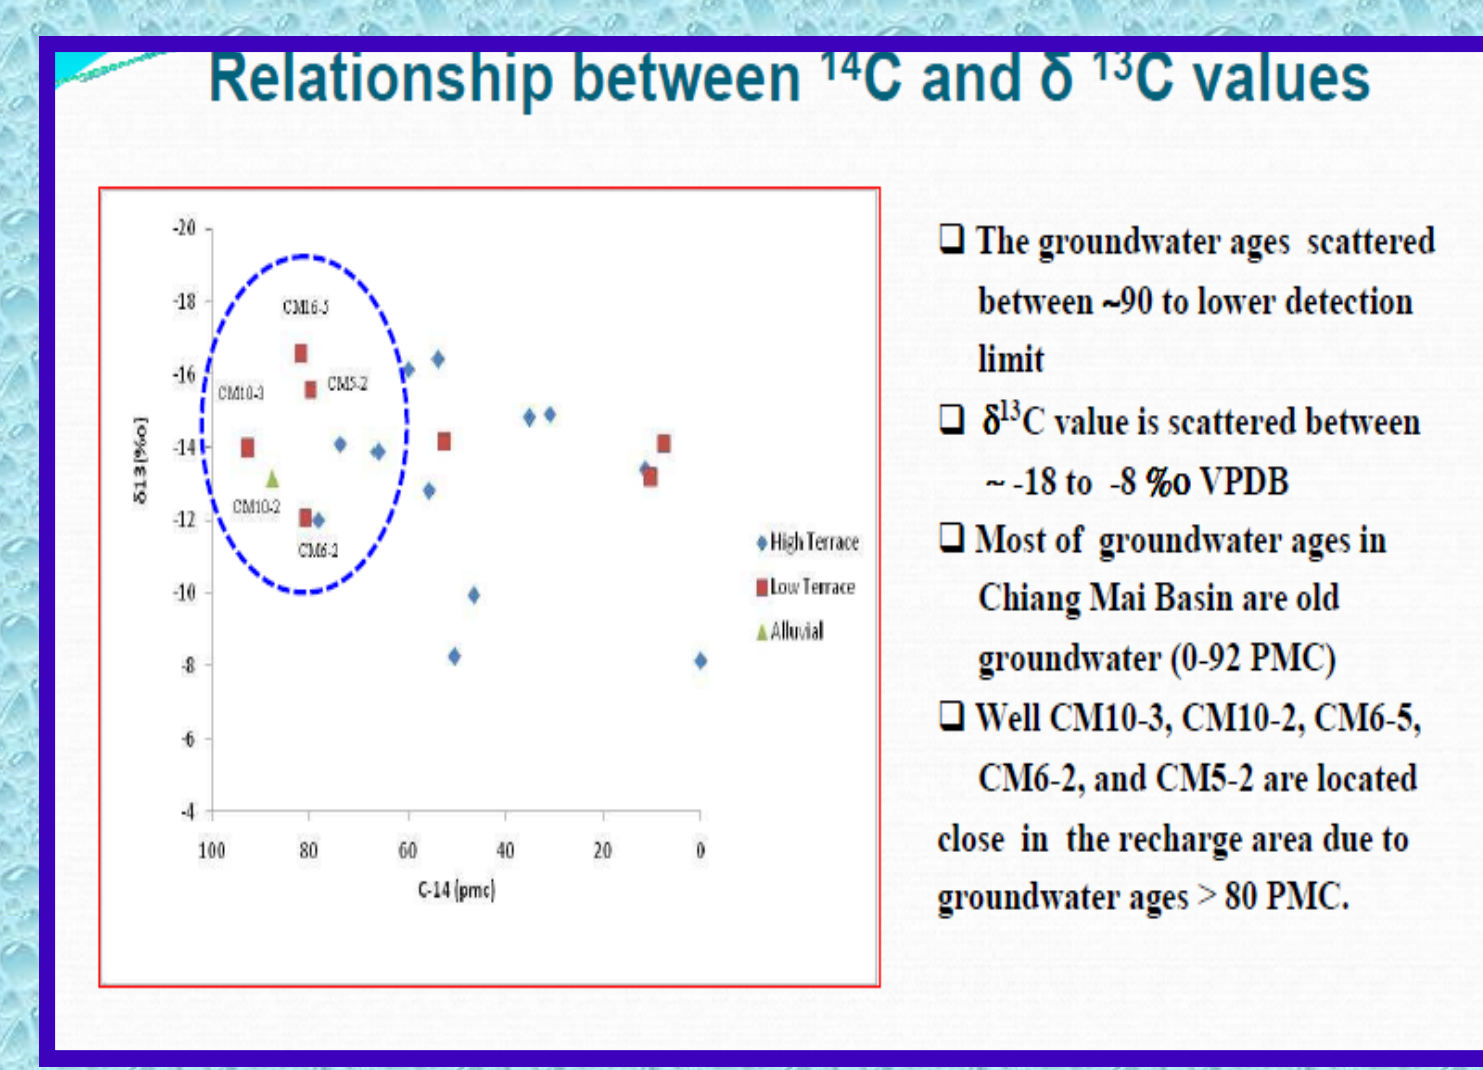 Relationship between ¹⁴C and δ ¹³C values
-20
-18
-16
-14
-12
-10
-8
-6
-4
δ13(%o)
100
80
60
40
20
0
C-14 (pmc)
CM16-5
CM5-2
CM10-3
CM10-2
CM6-2
High Terrace
Low Terrace
Alluvial
❑ The groundwater ages scattered
between ~90 to lower detection
limit
❑ δ¹³C value is scattered between
~ -18 to -8 %o VPDB
❑ Most of groundwater ages in
Chiang Mai Basin are old
groundwater (0-92 PMC)
❑ Well CM10-3, CM10-2, CM6-5,
CM6-2, and CM5-2 are located
close in the recharge area due to
groundwater ages > 80 PMC.